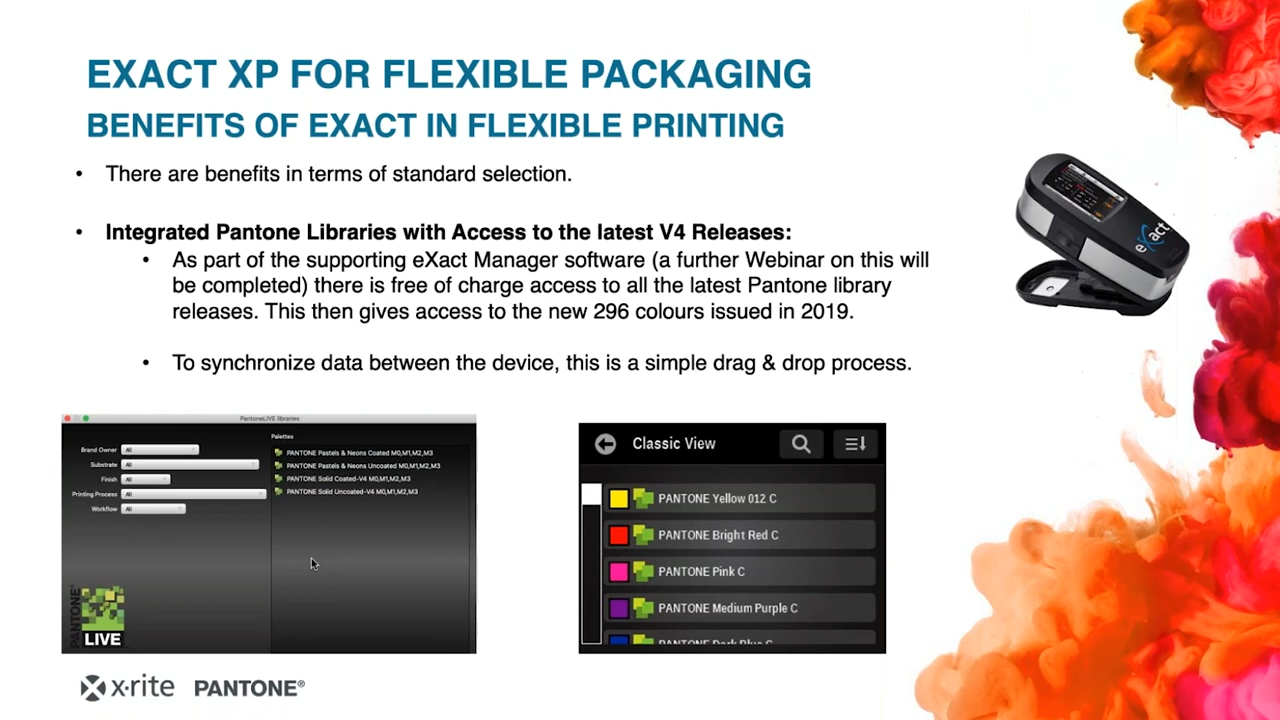 EXACT XP FOR FLEXIBLE PACKAGING
BENEFITS OF EXACT IN FLEXIBLE PRINTING
• There are benefits in terms of standard selection.
• Integrated Pantone Libraries with Access to the latest V4 Releases:
• As part of the supporting eXact Manager software (a further Webinar on this will
be completed) there is free of charge access to all the latest Pantone library
releases. This then gives access to the new 296 colours issued in 2019.
• To synchronize data between the device, this is a simple drag & drop process.
eXact
PantoneLIVE libraries
Brand Owner All
Substrate All
Finish All
Printing Process All
Workflow All
Palettes
PANTONE Pastels & Neons Coated M0,M1,M2,M3
PANTONE Pastels & Neons Uncoated M0,M1,M2,M3
PANTONE Solid Coated-V4 M0,M1,M2,M3
PANTONE Solid Uncoated-V4 M0,M1,M2,M3
PANTONE®
LIVE
Classic View
PANTONE Yellow 012 C
PANTONE Bright Red C
PANTONE Pink C
PANTONE Medium Purple C
PANTONE Dark Blue C
x·rite PANTONE®